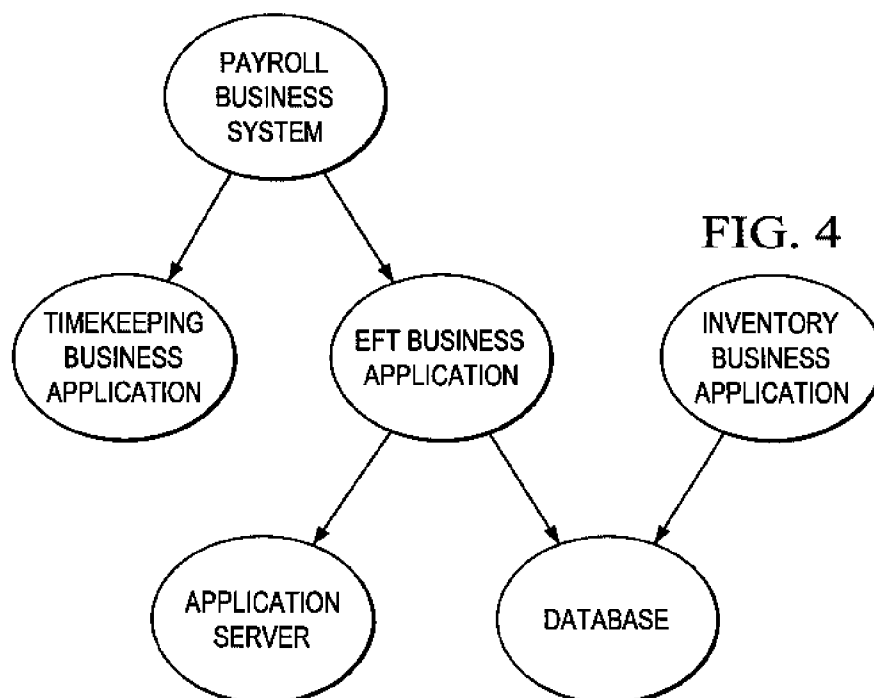 PAYROLL
BUSINESS
SYSTEM
FIG. 4
TIMEKEEPING
BUSINESS
APPLICATION
EFT BUSINESS
APPLICATION
INVENTORY
BUSINESS
APPLICATION
APPLICATION
SERVER
DATABASE